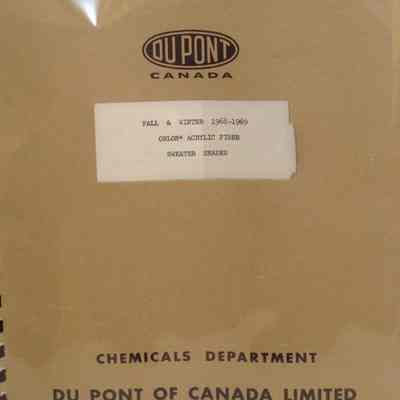 DU PONT
CANADA
FALL & WINTER 1968-1969
ORLON* ACRYLIC FIBER
SWEATER SHADES
CHEMICALS DEPARTMENT
DU PONT OF CANADA LIMITED